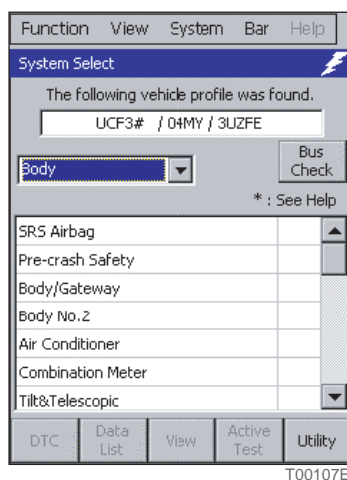 Function View System Bar Help
System Select
The following vehicle profile was found.
UCF3# / 04MY / 3UZFE
Body
Bus
Check
* : See Help
SRS Airbag
Pre-crash Safety
Body/Gateway
Body No.2
Air Conditioner
Combination Meter
Tilt&Telescopic
DTC
Data
List
View
Active
Test
Utility
T00107E